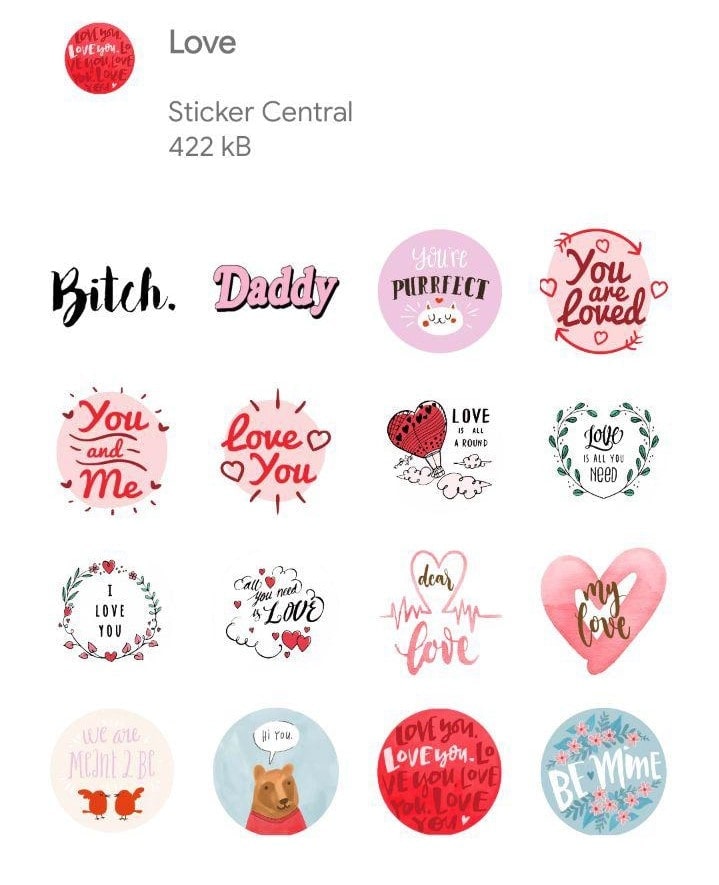 Love
Sticker Central
422 kB
Bitch.
Daddy
You're
PURRFECT
You
are
Loved
You
and
Me
Love
You
LOVE
IS ALL
A ROUND
Love
IS ALL YOU
NEED
I
LOVE
YOU
all
you need
is LOVE
dear
love
my
love
we are
Meant 2 Be
Hi You.
LOVE you.
LOVE you. LO
VE you LOVE
you. LOVE
you
BE Mine